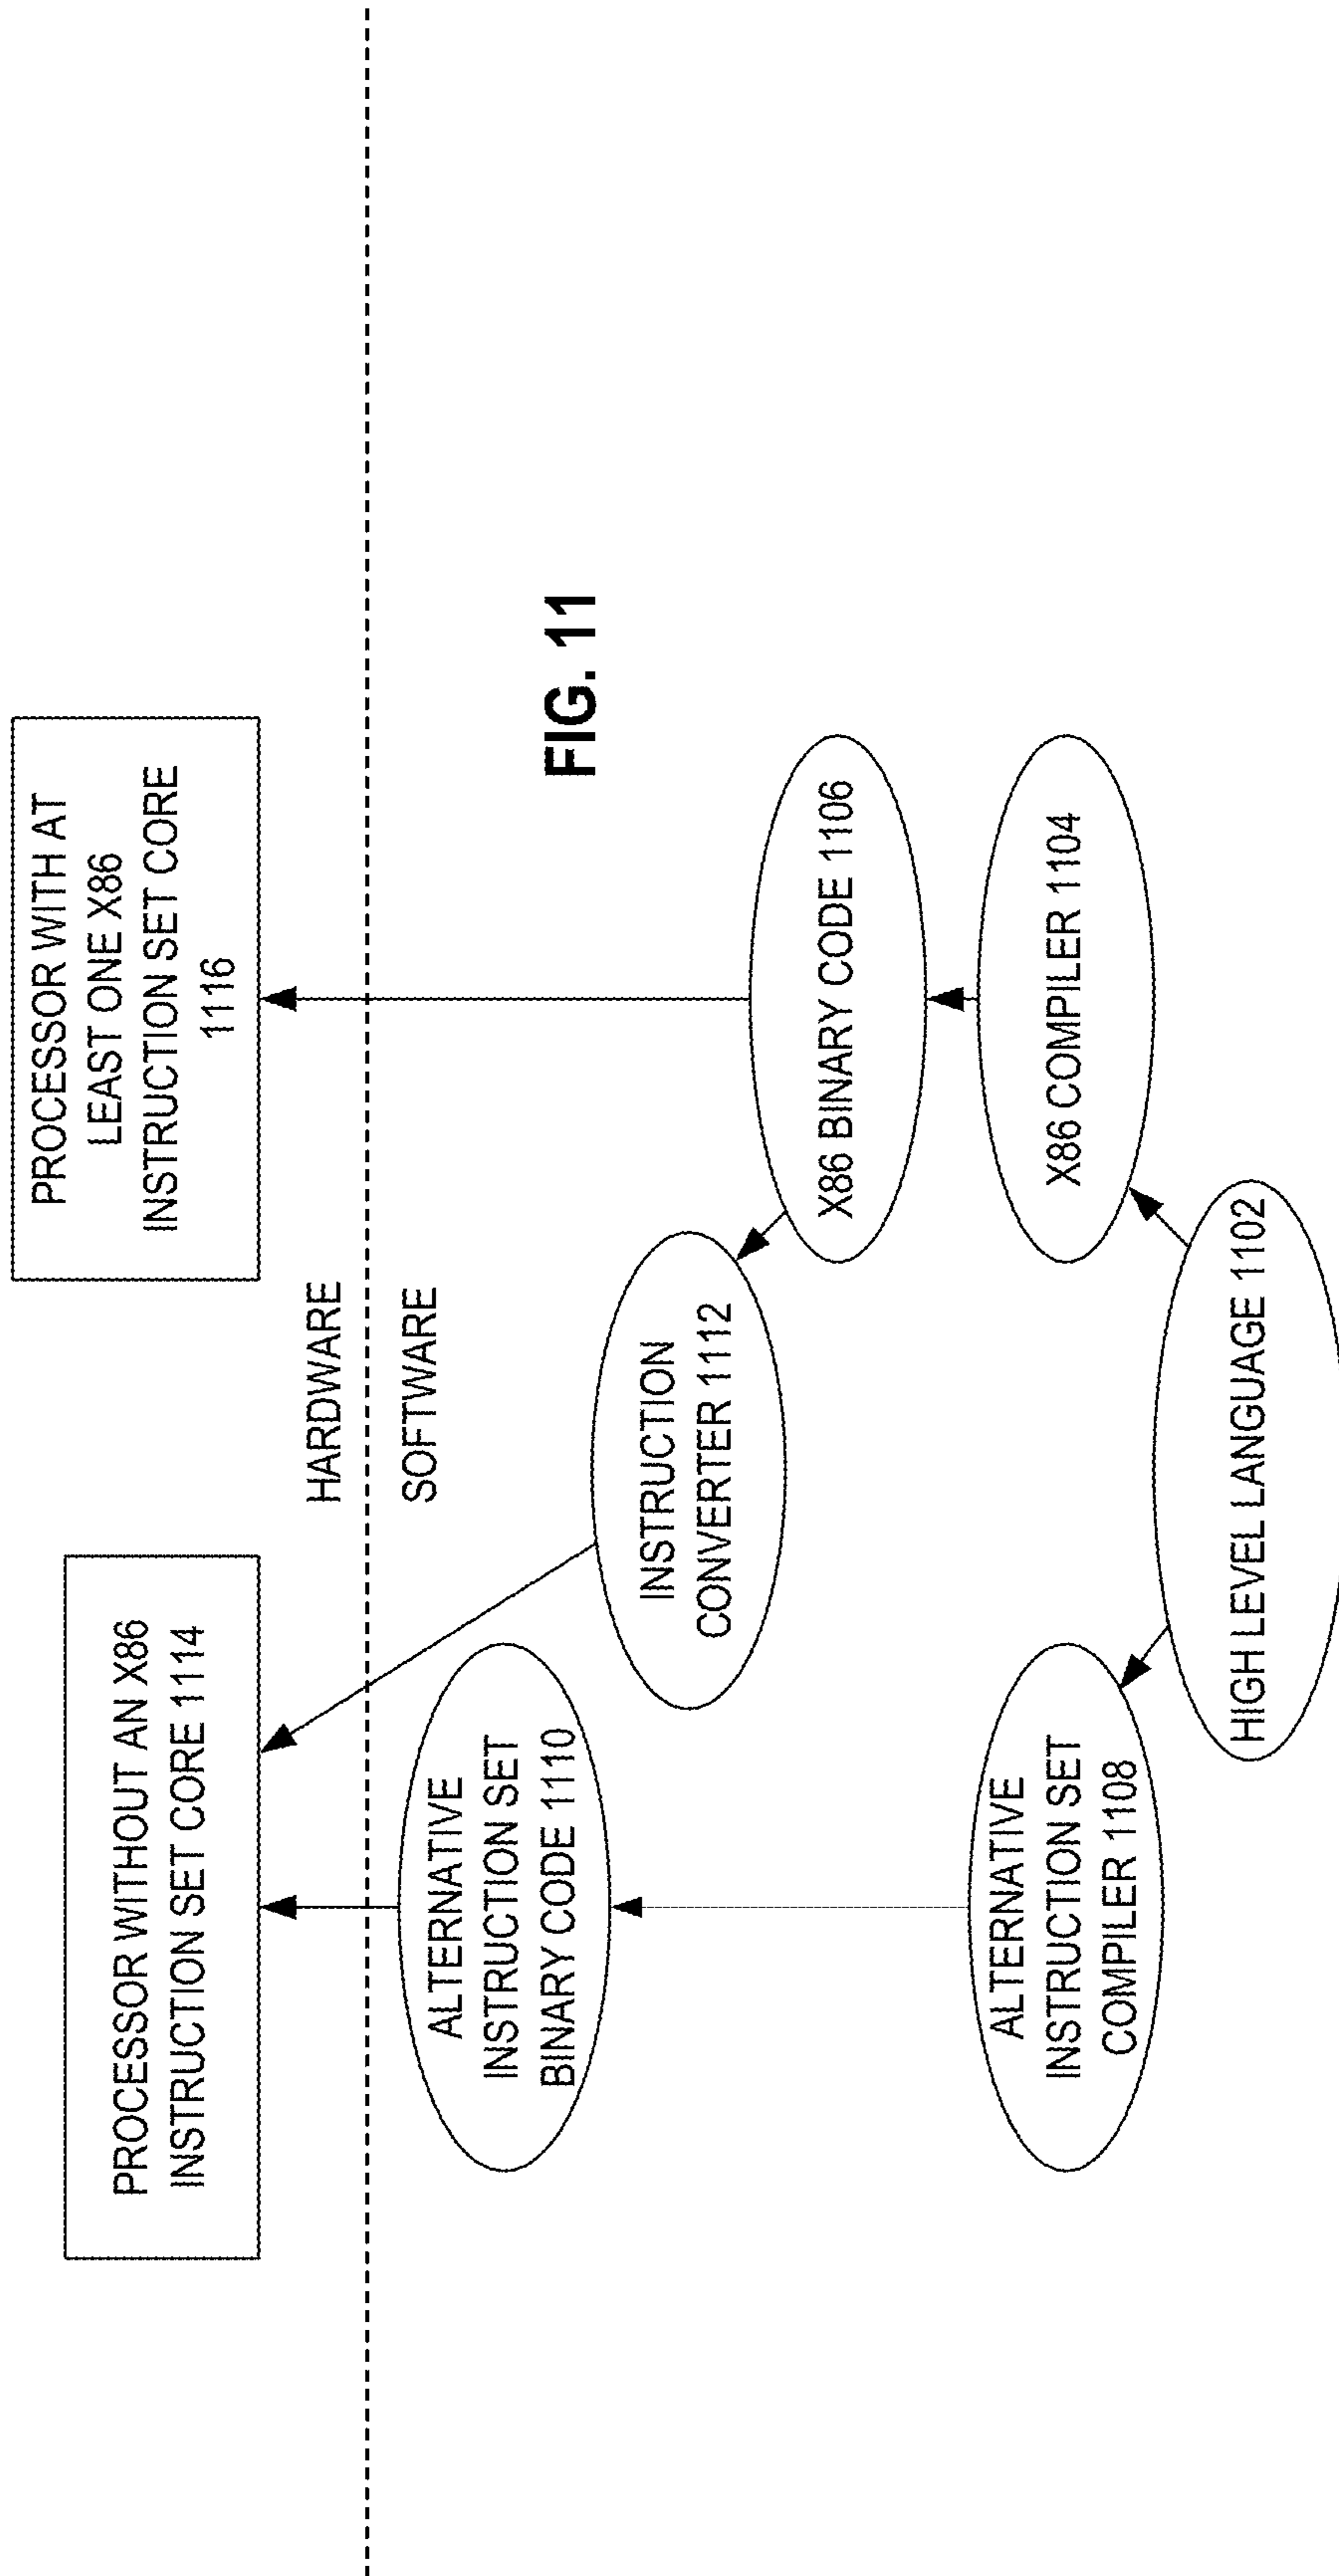 PROCESSOR WITHOUT AN X86
INSTRUCTION SET CORE 1114
PROCESSOR WITH AT
LEAST ONE X86
INSTRUCTION SET CORE
1116
HARDWARE
SOFTWARE
ALTERNATIVE
INSTRUCTION SET
BINARY CODE 1110
INSTRUCTION
CONVERTER 1112
FIG. 11
X86 BINARY CODE 1106
ALTERNATIVE
INSTRUCTION SET
COMPILER 1108
X86 COMPILER 1104
HIGH LEVEL LANGUAGE 1102